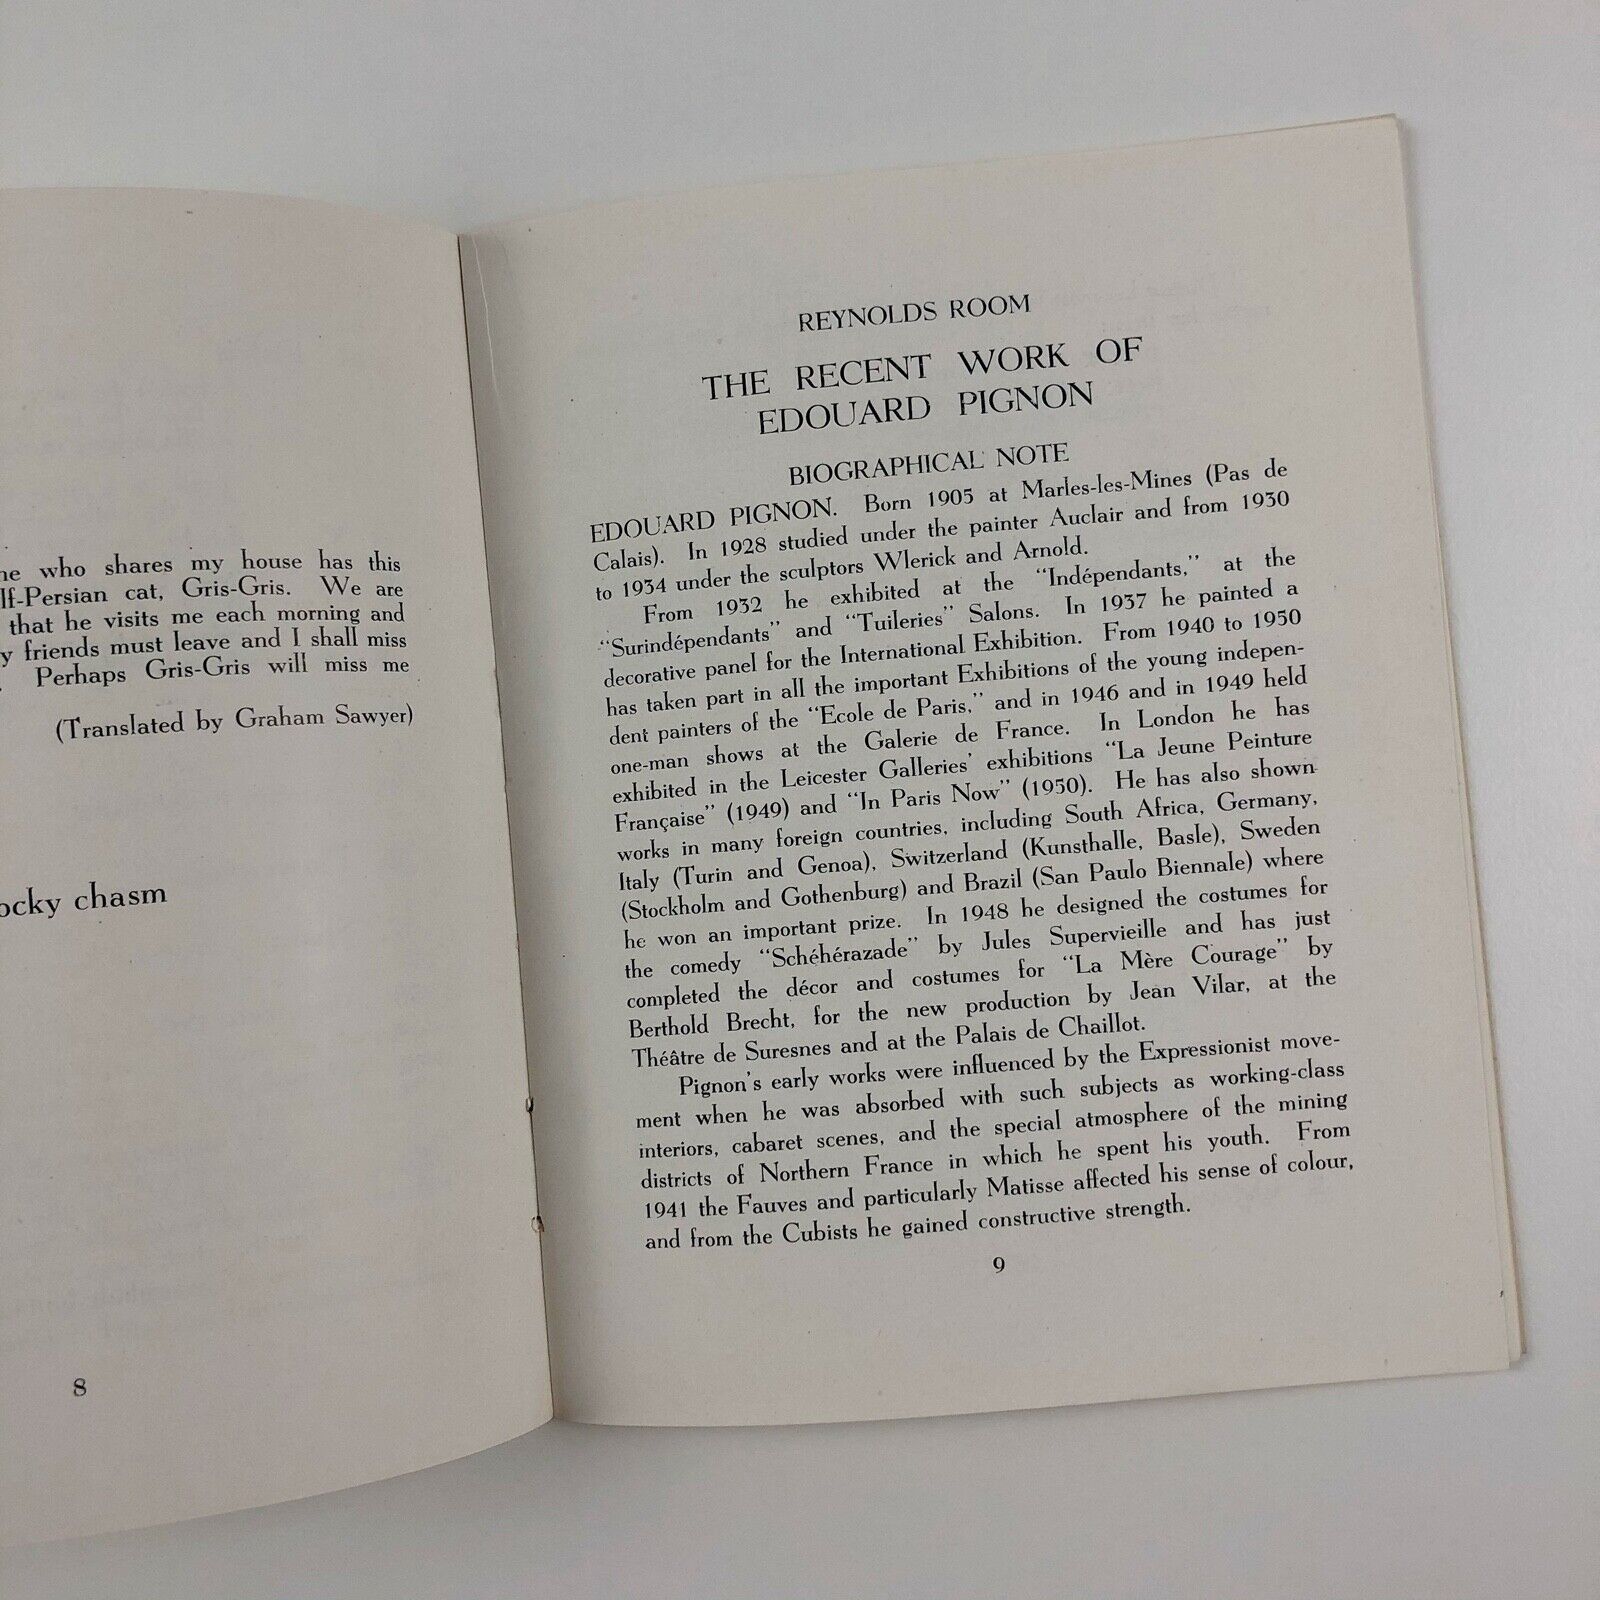 who shares my house has this
cat, Gris-Gris. We are
that he visits me each morning and
friends must leave and I shall miss
Perhaps Gris-Gris will miss me
(Translated by Graham Sawyer)
chasm
8
REYNOLDS ROOM
THE RECENT WORK OF
EDOUARD PIGNON
BIOGRAPHICAL NOTE
EDOUARD PIGNON. Born 1905 at Marles-les-Mines (Pas de
Calais). In 1928 studied under the painter Auclair and from 1930
to 1934 under the sculptors Wlerick and Arnold.
From 1932 he exhibited at the "Indépendants," at the
"Surindépendants" and "Tuileries" Salons. In 1937 he painted a
decorative panel for the International Exhibition. From 1940 to 1950
has taken part in all the important Exhibitions of the young indepen-
dent painters of the "Ecole de Paris," and in 1946 and in 1949 held
one-man shows at the Galerie de France. In London he has
exhibited in the Leicester Galleries' exhibitions "La Jeune Peinture
Française" (1949) and "In Paris Now" (1950). He has also shown
works in many foreign countries, including South Africa, Germany,
Italy (Turin and Genoa), Switzerland (Kunsthalle, Basle), Sweden
(Stockholm and Gothenburg) and Brazil (San Paulo Biennale) where
he won an important prize. In 1948 he designed the costumes for
the comedy "Schéhérazade" by Jules Supervieille and has just
completed the décor and costumes for "La Mère Courage" by
Berthold Brecht, for the new production by Jean Vilar, at the
Théâtre de Suresnes and at the Palais de Chaillot.
Pignon's early works were influenced by the Expressionist move-
ment when he was absorbed with such subjects as working-class
interiors, cabaret scenes, and the special atmosphere of the mining
districts of Northern France in which he spent his youth. From
1941 the Fauves and particularly Matisse affected his sense of colour,
and from the Cubists he gained constructive strength.
9